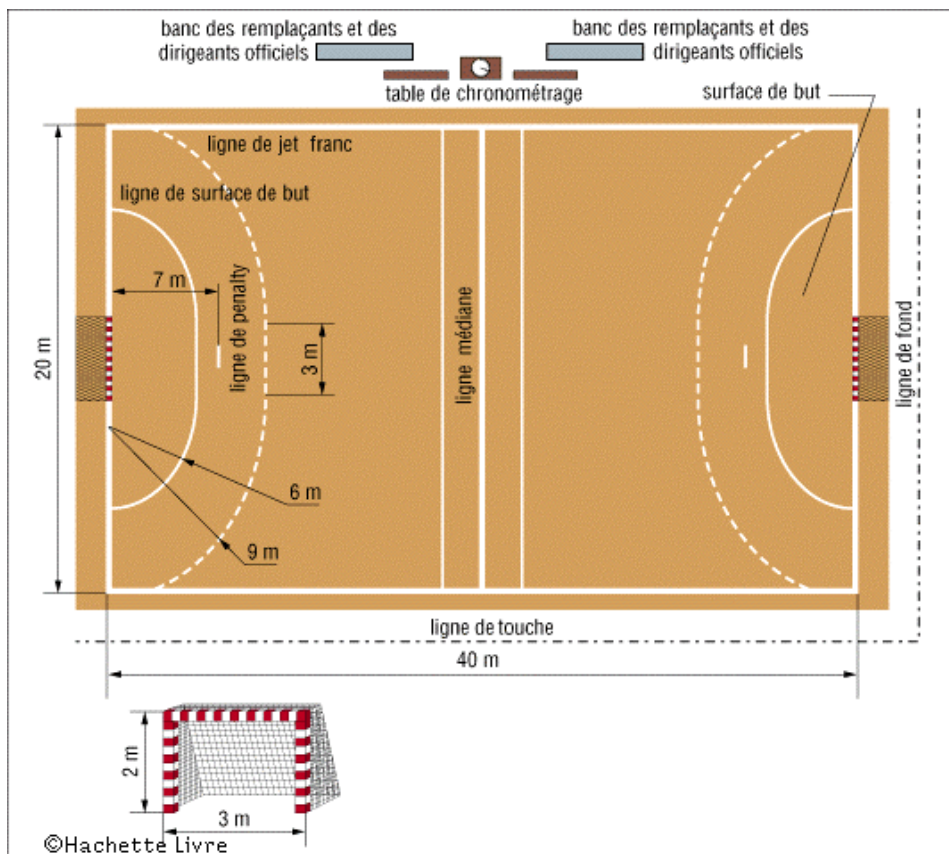 banc des remplaçants et des
dirigeants officiels
banc des remplaçants et des
dirigeants officiels
table de chronométrage
surface de but
ligne de jet franc
ligne de surface de but
7 m
ligne de penalty
3 m
ligne médiane
20 m
ligne de fond
6 m
9 m
ligne de touche
40 m
2 m
3 m
©Hachette Livre